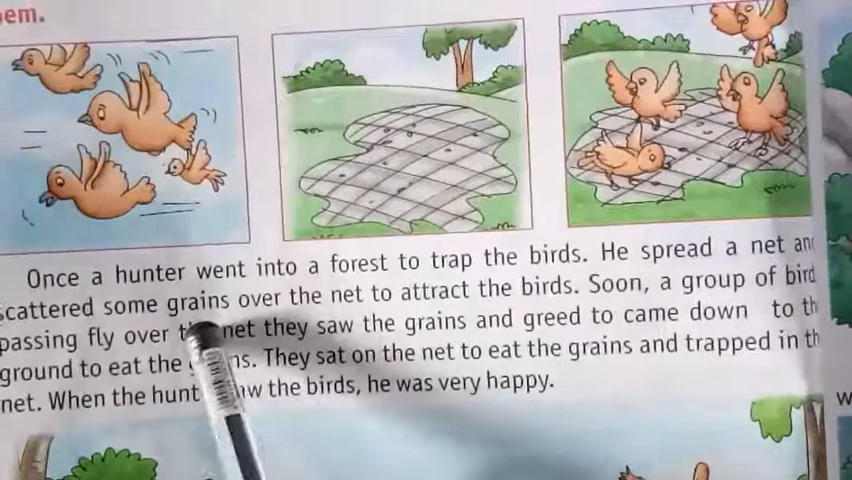 em.
Once a hunter went into a forest to trap the birds. He spread a net an
scattered some grains over the net to attract the birds. Soon, a group of bird
passing fly over net they saw the grains and greed to came down to th
ground to eat the They sat on the net to eat the grains and trapped in th
net. When the hunt the birds, he was very happy.